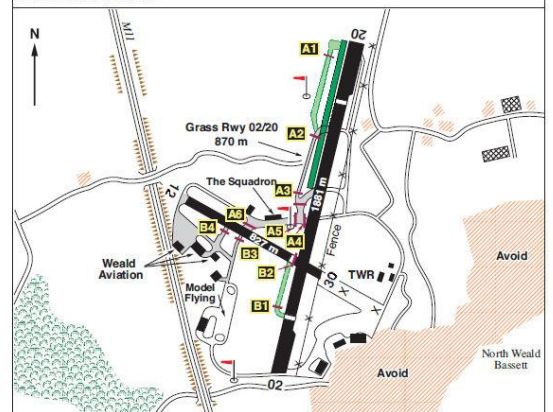 M11
N
A1
20
A2
Grass Rwy 02/20
870 m
A3
The Squadron
12
1881 m
A6
A5
B4
A4
827 m
Fence
B3
B2
Weald
Aviation
30
TWR
Avoid
Model
Flying
B1
North Weald
Bassett
Avoid
02